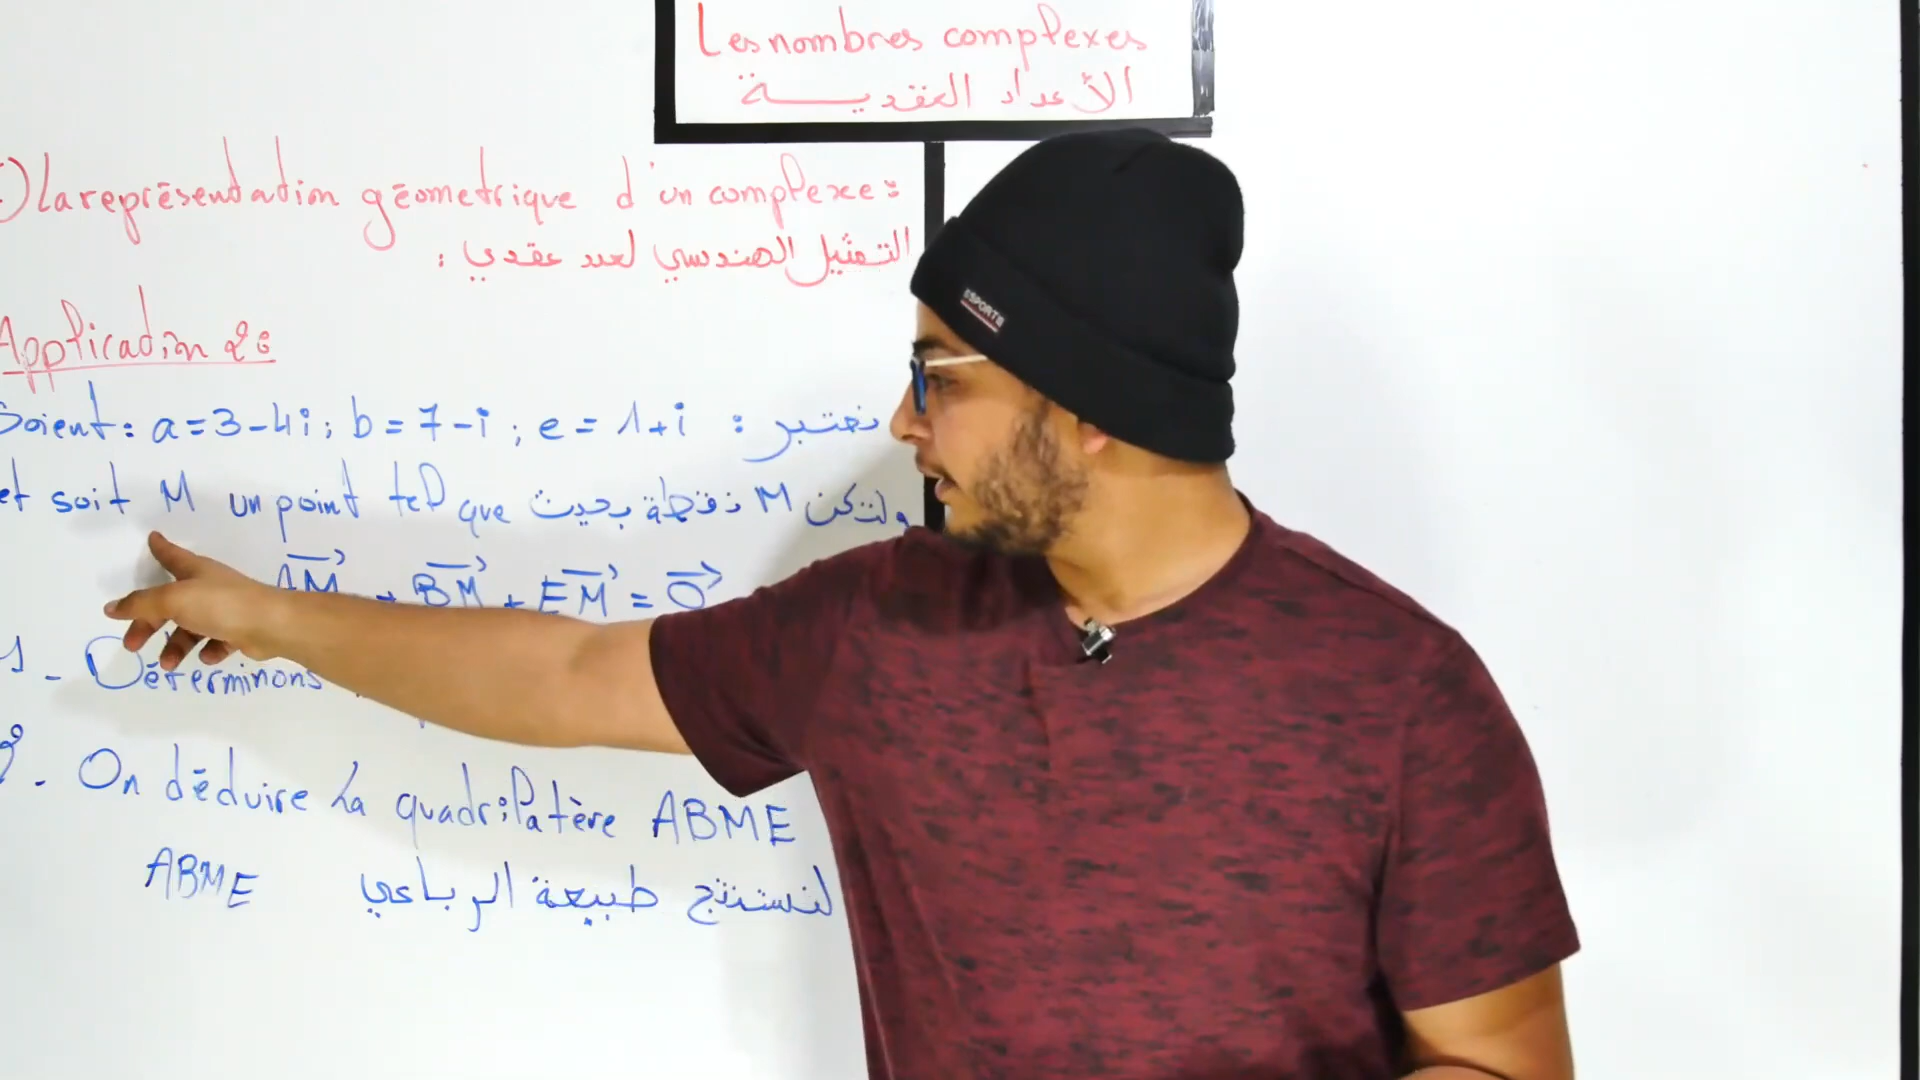 Les nombres complexes
الأعداد العقدية
La représentation géometrique d'un complexe :
التمثيل الهندسي لعدد عقدي :
Application 2 :
Soient : a = 3 - 4i ; b = 7 - i ; e = 1 + i : نعتبر
et soit M un point tel que ولتكن M نقطة بحيث
AM + BM + EM = 0
1 - Déterminons
2 - On déduire La quadrilatère ABME
لنستنتج طبيعة الرباعي ABME
ESPORTS